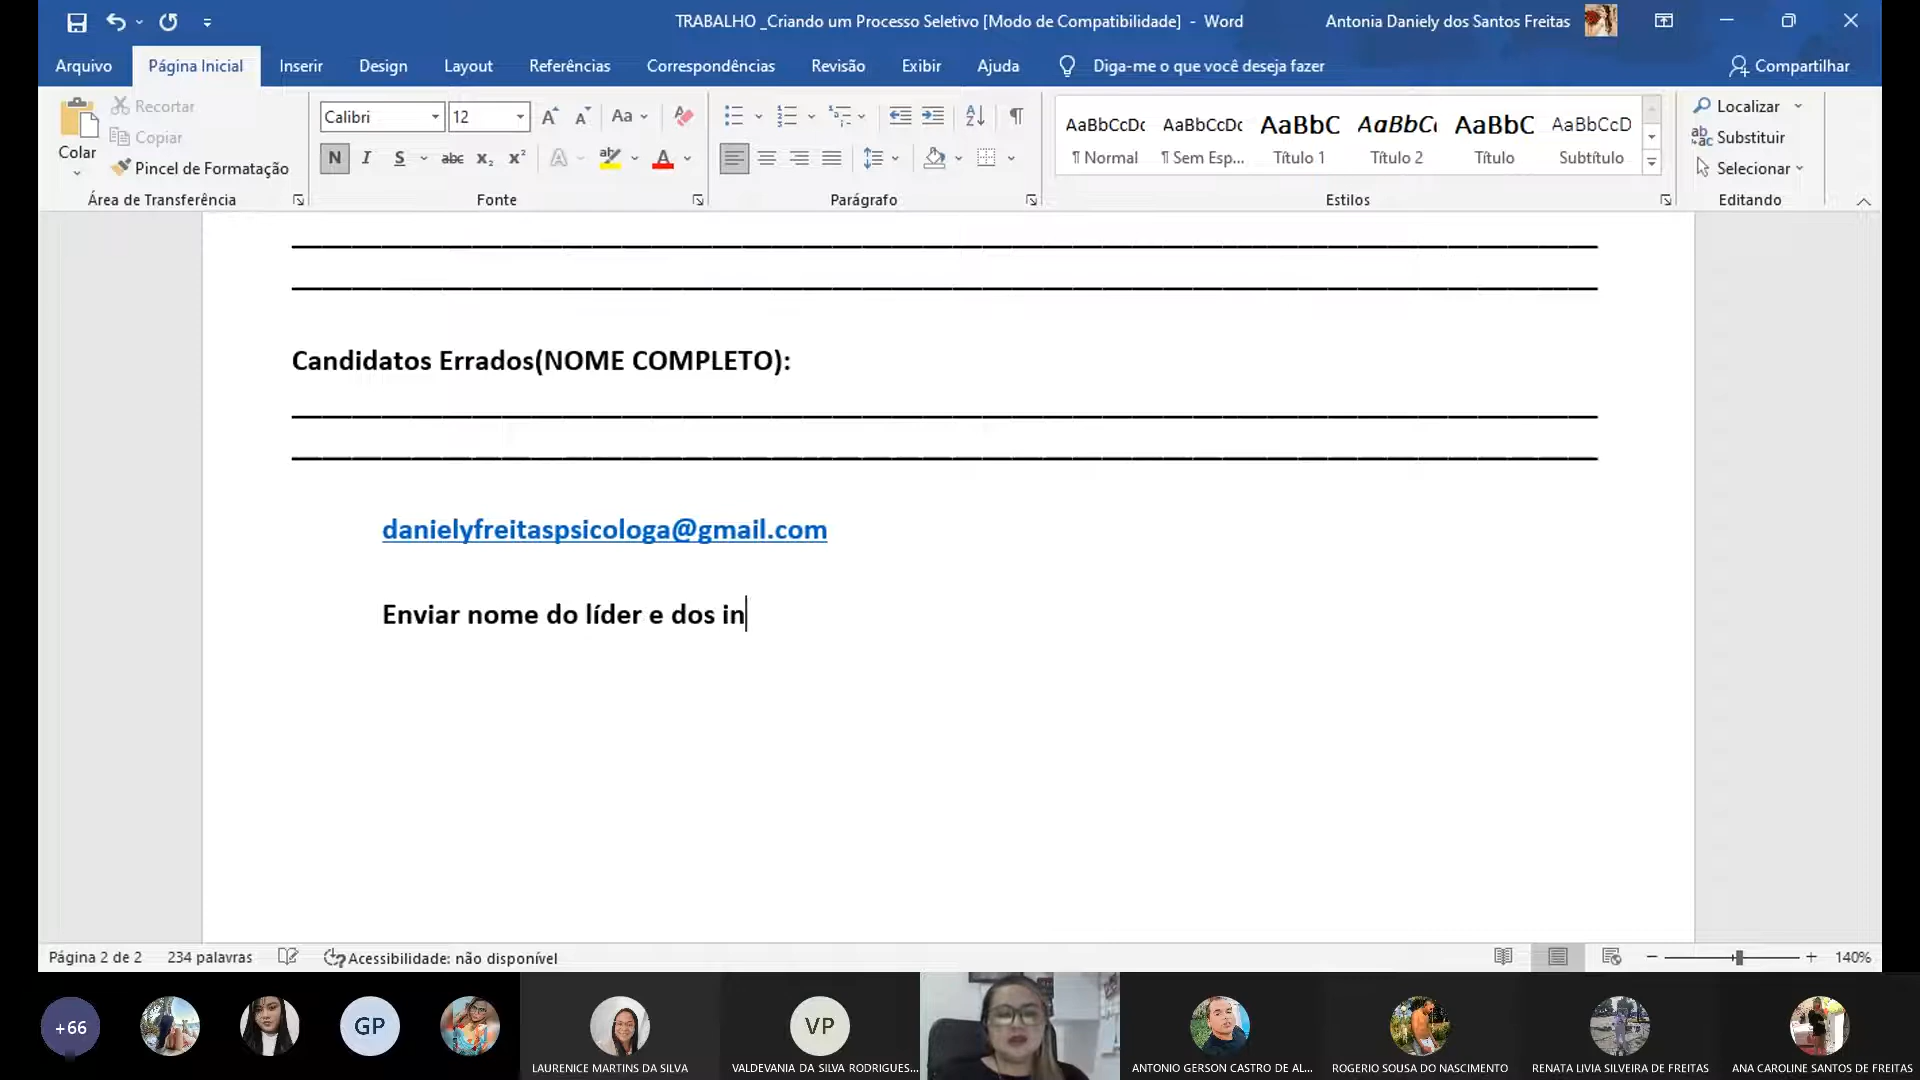 TRABALHO _Criando um Processo Seletivo [Modo de Compatibilidade] - Word
Antonia Daniely dos Santos Freitas
Arquivo
Página Inicial
Inserir
Design
Layout
Referências
Correspondências
Revisão
Exibir
Ajuda
Diga-me o que você deseja fazer
Compartilhar
Colar
Recortar
Copiar
Pincel de Formatação
Área de Transferência
Calibri
12
Aa
N I S abc x₂ x²
A
Fonte
Parágrafo
AaBbCcDc
¶ Normal
AaBbCcDc
¶ Sem Esp...
AaBbC
Título 1
AaBbC
Título 2
AaBbC
Título
AaBbCcD
Subtítulo
Estilos
Localizar
Substituir
Selecionar
Editando
Candidatos Errados(NOME COMPLETO):
danielyfreitaspsicologa@gmail.com
Enviar nome do líder e dos in
Página 2 de 2
234 palavras
Acessibilidade: não disponível
140%
+66
GP
LAURENICE MARTINS DA SILVA
VP
VALDEVANIA DA SILVA RODRIGUES...
ANTONIO GERSON CASTRO DE AL...
ROGERIO SOUSA DO NASCIMENTO
RENATA LIVIA SILVEIRA DE FREITAS
ANA CAROLINE SANTOS DE FREITAS